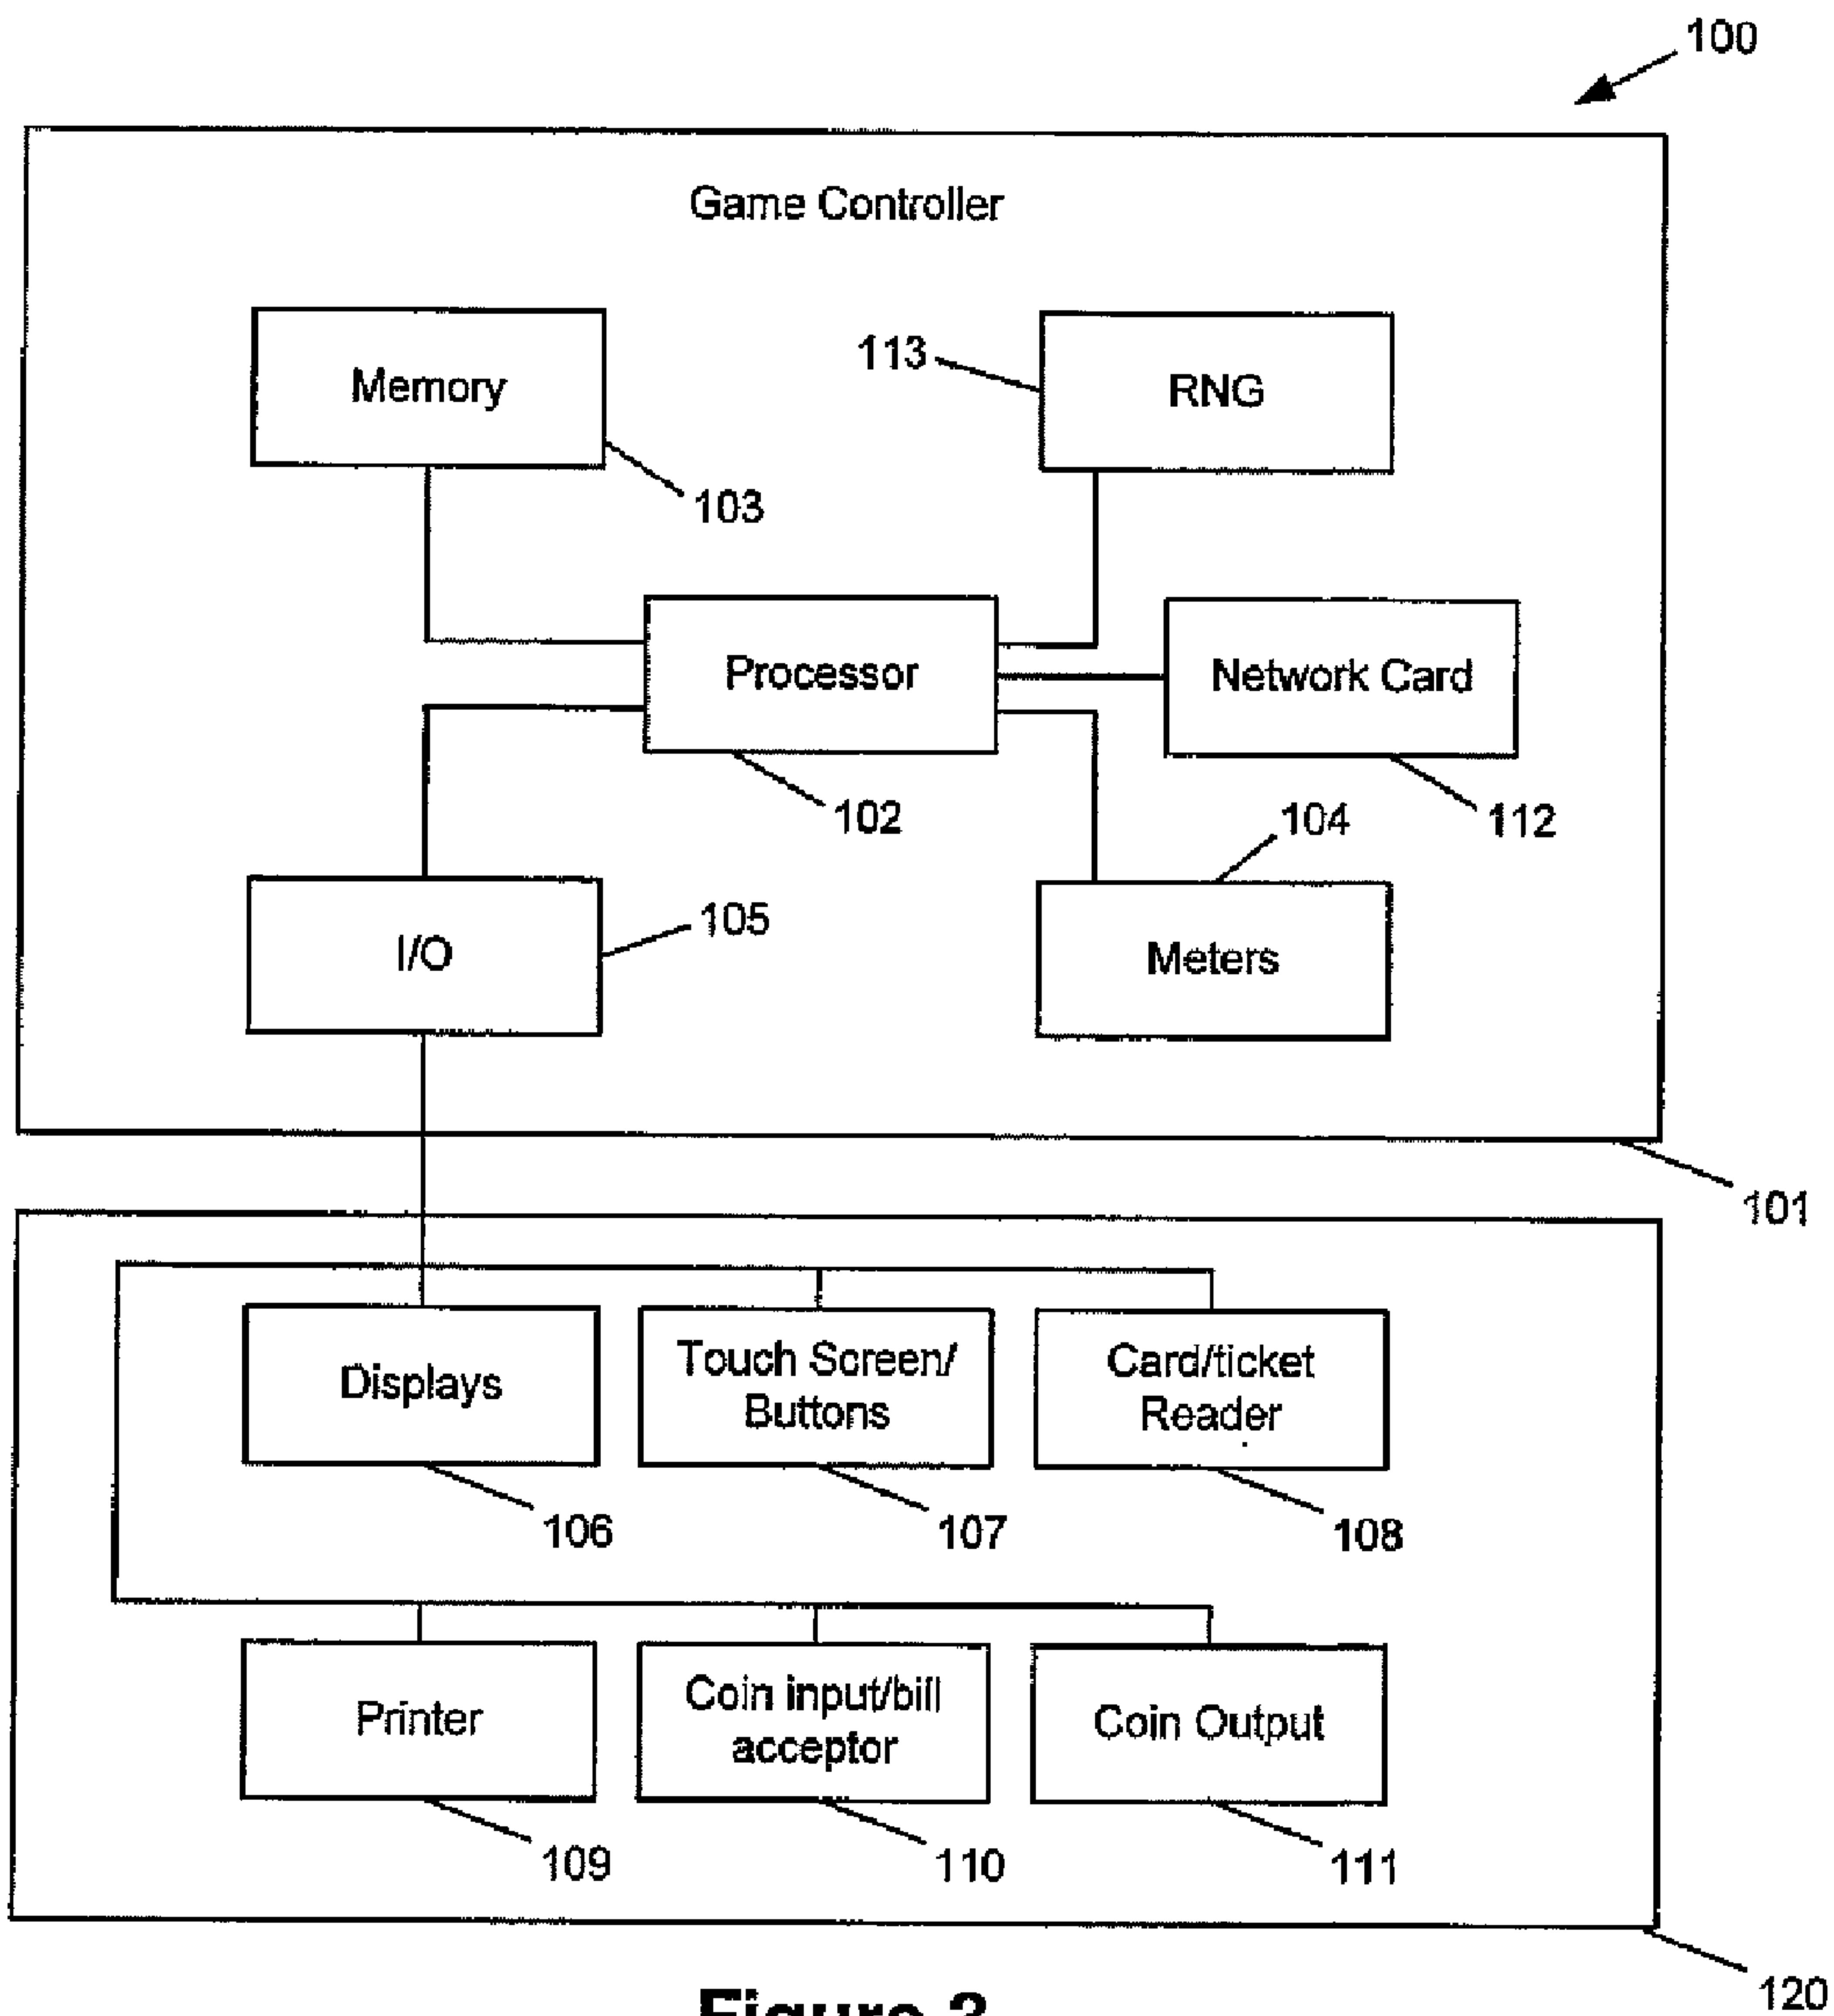 100
Game Controller
Memory
113
RNG
103
Processor
Network Card
102
104
112
I/O
105
Meters
101
Displays
Touch Screen/
Buttons
Card/ticket
Reader
106
107
108
Printer
Coin input/bill
acceptor
Coin Output
109
110
111
120